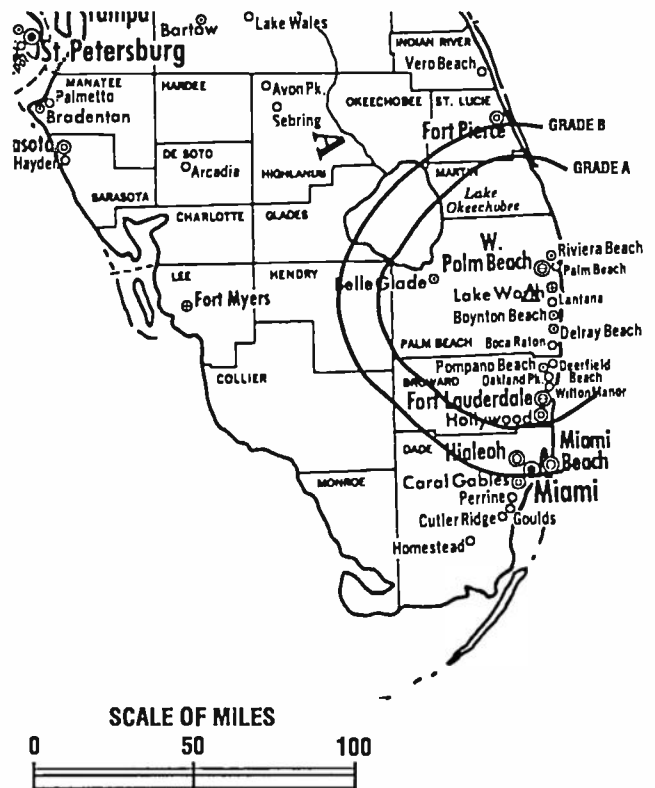 Tampa
Bartow
Lake Wales
St. Petersburg
INDIAN RIVER
Vero Beach
MANATEE
HARDEE
Avon Pk.
OKEECHOBEE
ST. LUCIE
Palmetto
Bradentan
Sebring
Fort Pierce
GRADE B
asota
Hayden
DE SOTO
Arcadia
A
HIGHLANDS
MARTIN
GRADE A
SARASOTA
CHARLOTTE
GLADES
Lake
Okeechobee
W.
Palm Beach
Riviera Beach
Palm Beach
LEE
HENDRY
Belle Glade
Fort Myers
Lake Worth
Lantana
Boynton Beach
Delray Beach
PALM BEACH
Boca Raton
COLLIER
Pompano Beach
Deerfield
Beach
BROWARD
Oakland Pk.
Wilton Manor
Fort Lauderdale
Hollywood
DADE
Hialeah
Miami
Beach
MONROE
Coral Gables
Miami
Perrine
Cutler Ridge
Goulds
Homestead
SCALE OF MILES
0 50 100